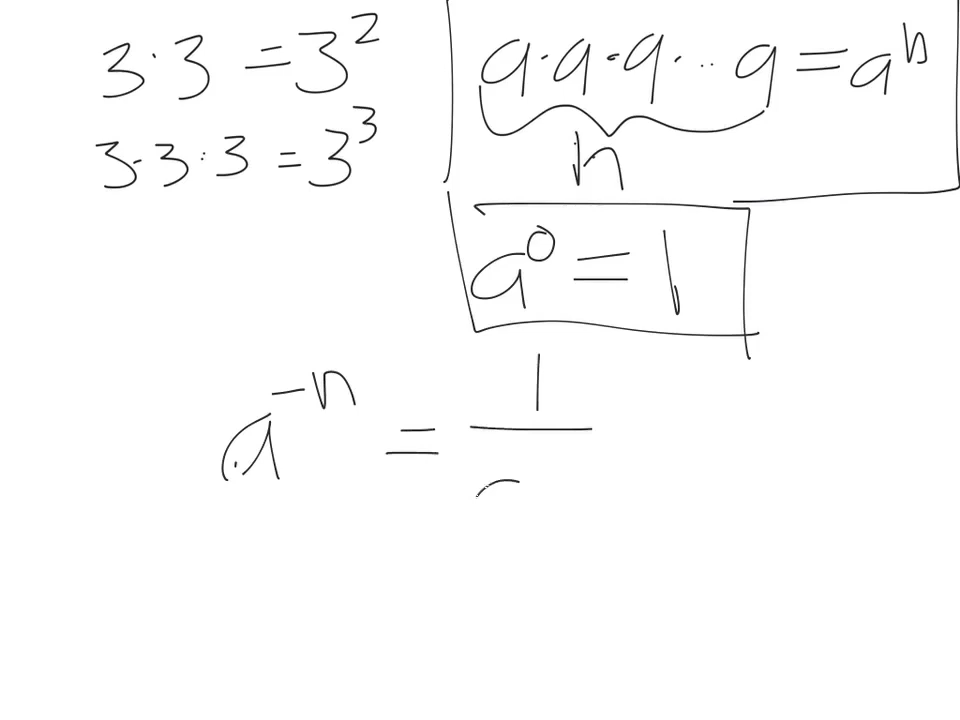 3·3 = 3²
a·a·a·...a = aⁿ
3·3·3 = 3³
n
a⁰ = 1
a⁻ⁿ = 1/